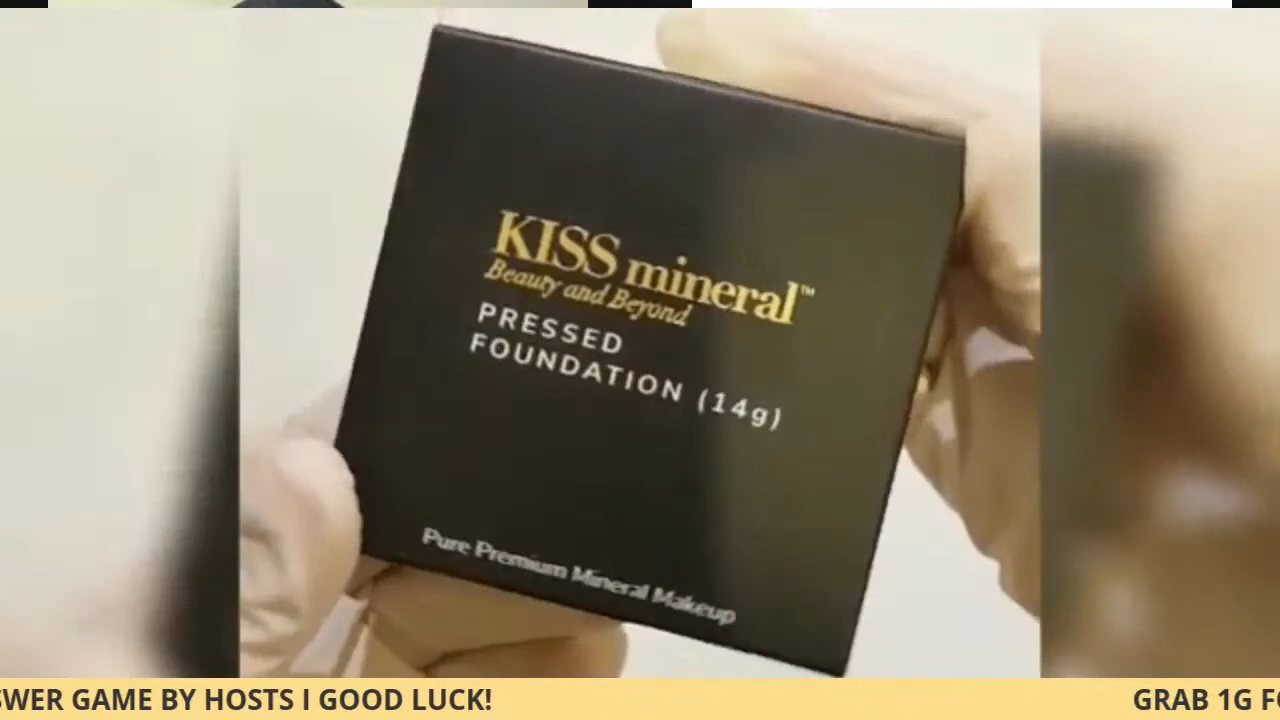 KISS mineral™
Beauty and Beyond
PRESSED
FOUNDATION (14g)
Pure Premium Mineral Makeup
GAME BY HOSTS I GOOD LUCK!
GRAB 1G